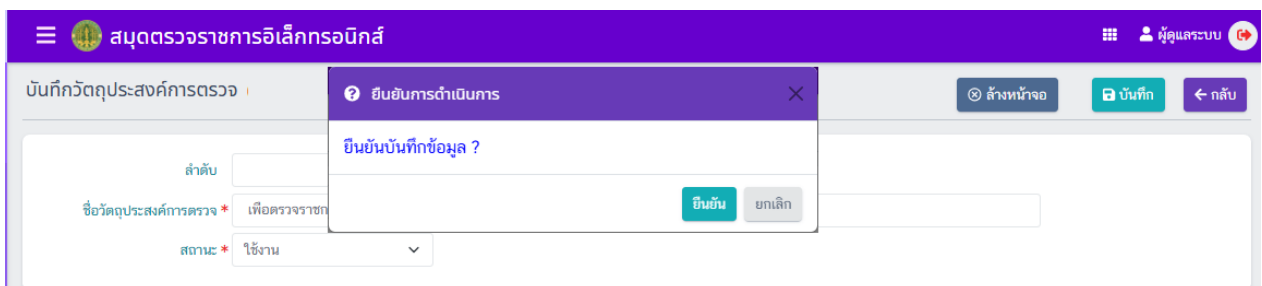 สมุดตรวจราชการอิเล็กทรอนิกส์
ผู้ดูแลระบบ
บันทึกวัตถุประสงค์การตรวจ
ล้างหน้าจอ
บันทึก
กลับ
ยืนยันการดำเนินการ
ยืนยันบันทึกข้อมูล ?
ยืนยัน
ยกเลิก
ลำดับ
ชื่อวัตถุประสงค์การตรวจ *
เพื่อตรวจราชก
สถานะ *
ใช้งาน